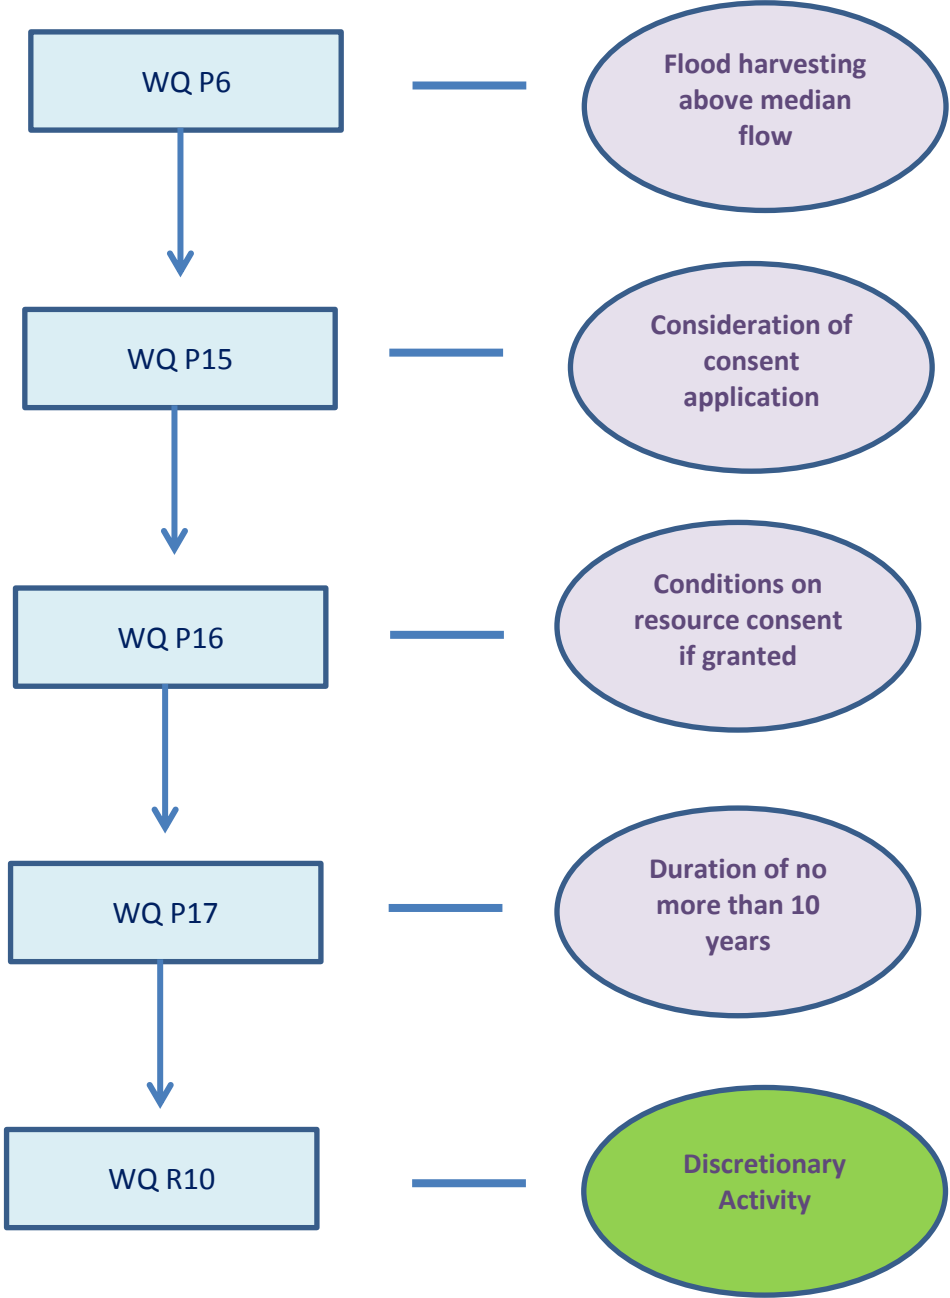 WQ P6
Flood harvesting
above median
flow
WQ P15
Consideration of
consent
application
WQ P16
Conditions on
resource consent
if granted
WQ P17
Duration of no
more than 10
years
WQ R10
Discretionary
Activity